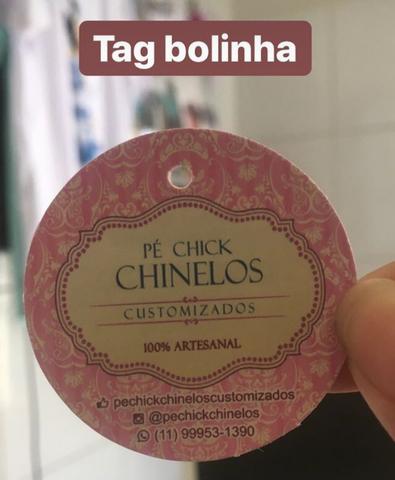 Tag bolinha
PÉ CHICK
CHINELOS
CUSTOMIZADOS
100% ARTESANAL
pechickchineloscustomizados
@pechickchinelos
(11) 99953-1390